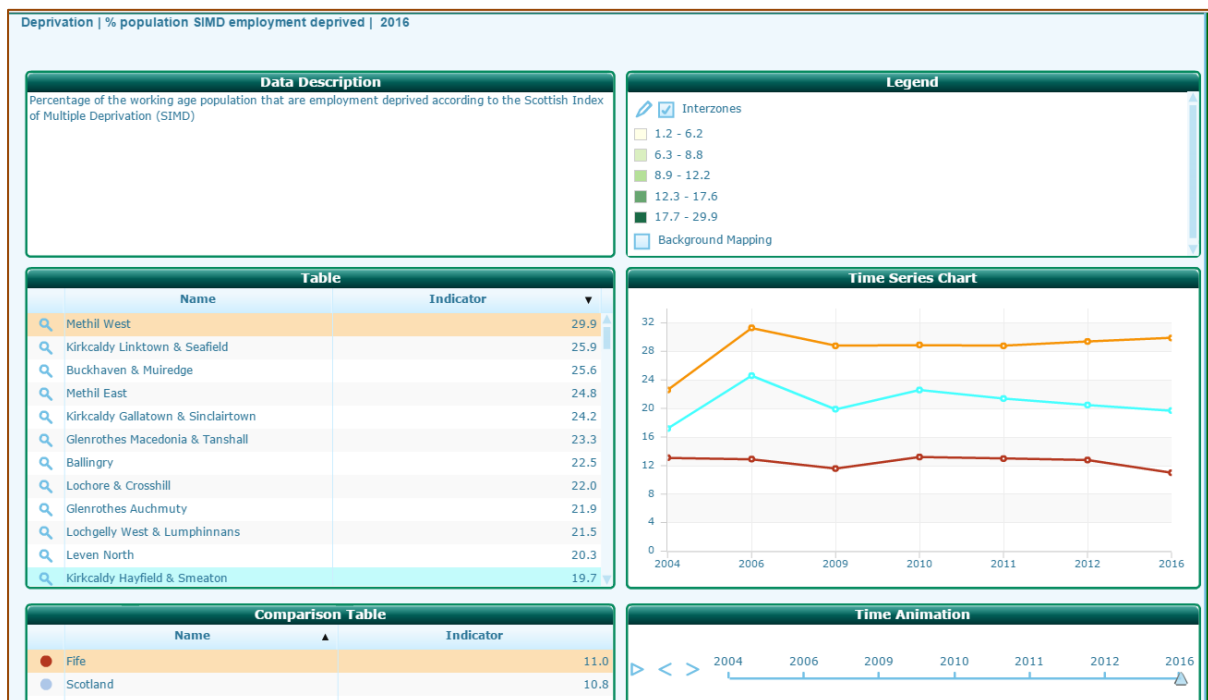 Deprivation | % population SIMD employment deprived | 2016
Data Description
Percentage of the working age population that are employment deprived according to the Scottish Index
of Multiple Deprivation (SIMD)
Legend
Interzones
1.2 - 6.2
6.3 - 8.8
8.9 - 12.2
12.3 - 17.6
17.7 - 29.9
Background Mapping
Table
Name Indicator ▼
Methil West 29.9
Kirkcaldy Linktown & Seafield 25.9
Buckhaven & Muiredge 25.6
Methil East 24.8
Kirkcaldy Gallatown & Sinclairtown 24.2
Glenrothes Macedonia & Tanshall 23.3
Ballingry 22.5
Lochore & Crosshill 22.0
Glenrothes Auchmuty 21.9
Lochgelly West & Lumphinnans 21.5
Leven North 20.3
Kirkcaldy Hayfield & Smeaton 19.7
Time Series Chart
32
28
24
20
16
12
8
4
0
2004 2006 2009 2010 2011 2012 2016
Comparison Table
Name ▲ Indicator
Fife 11.0
Scotland 10.8
Time Animation
2004 2006 2009 2010 2011 2012 2016